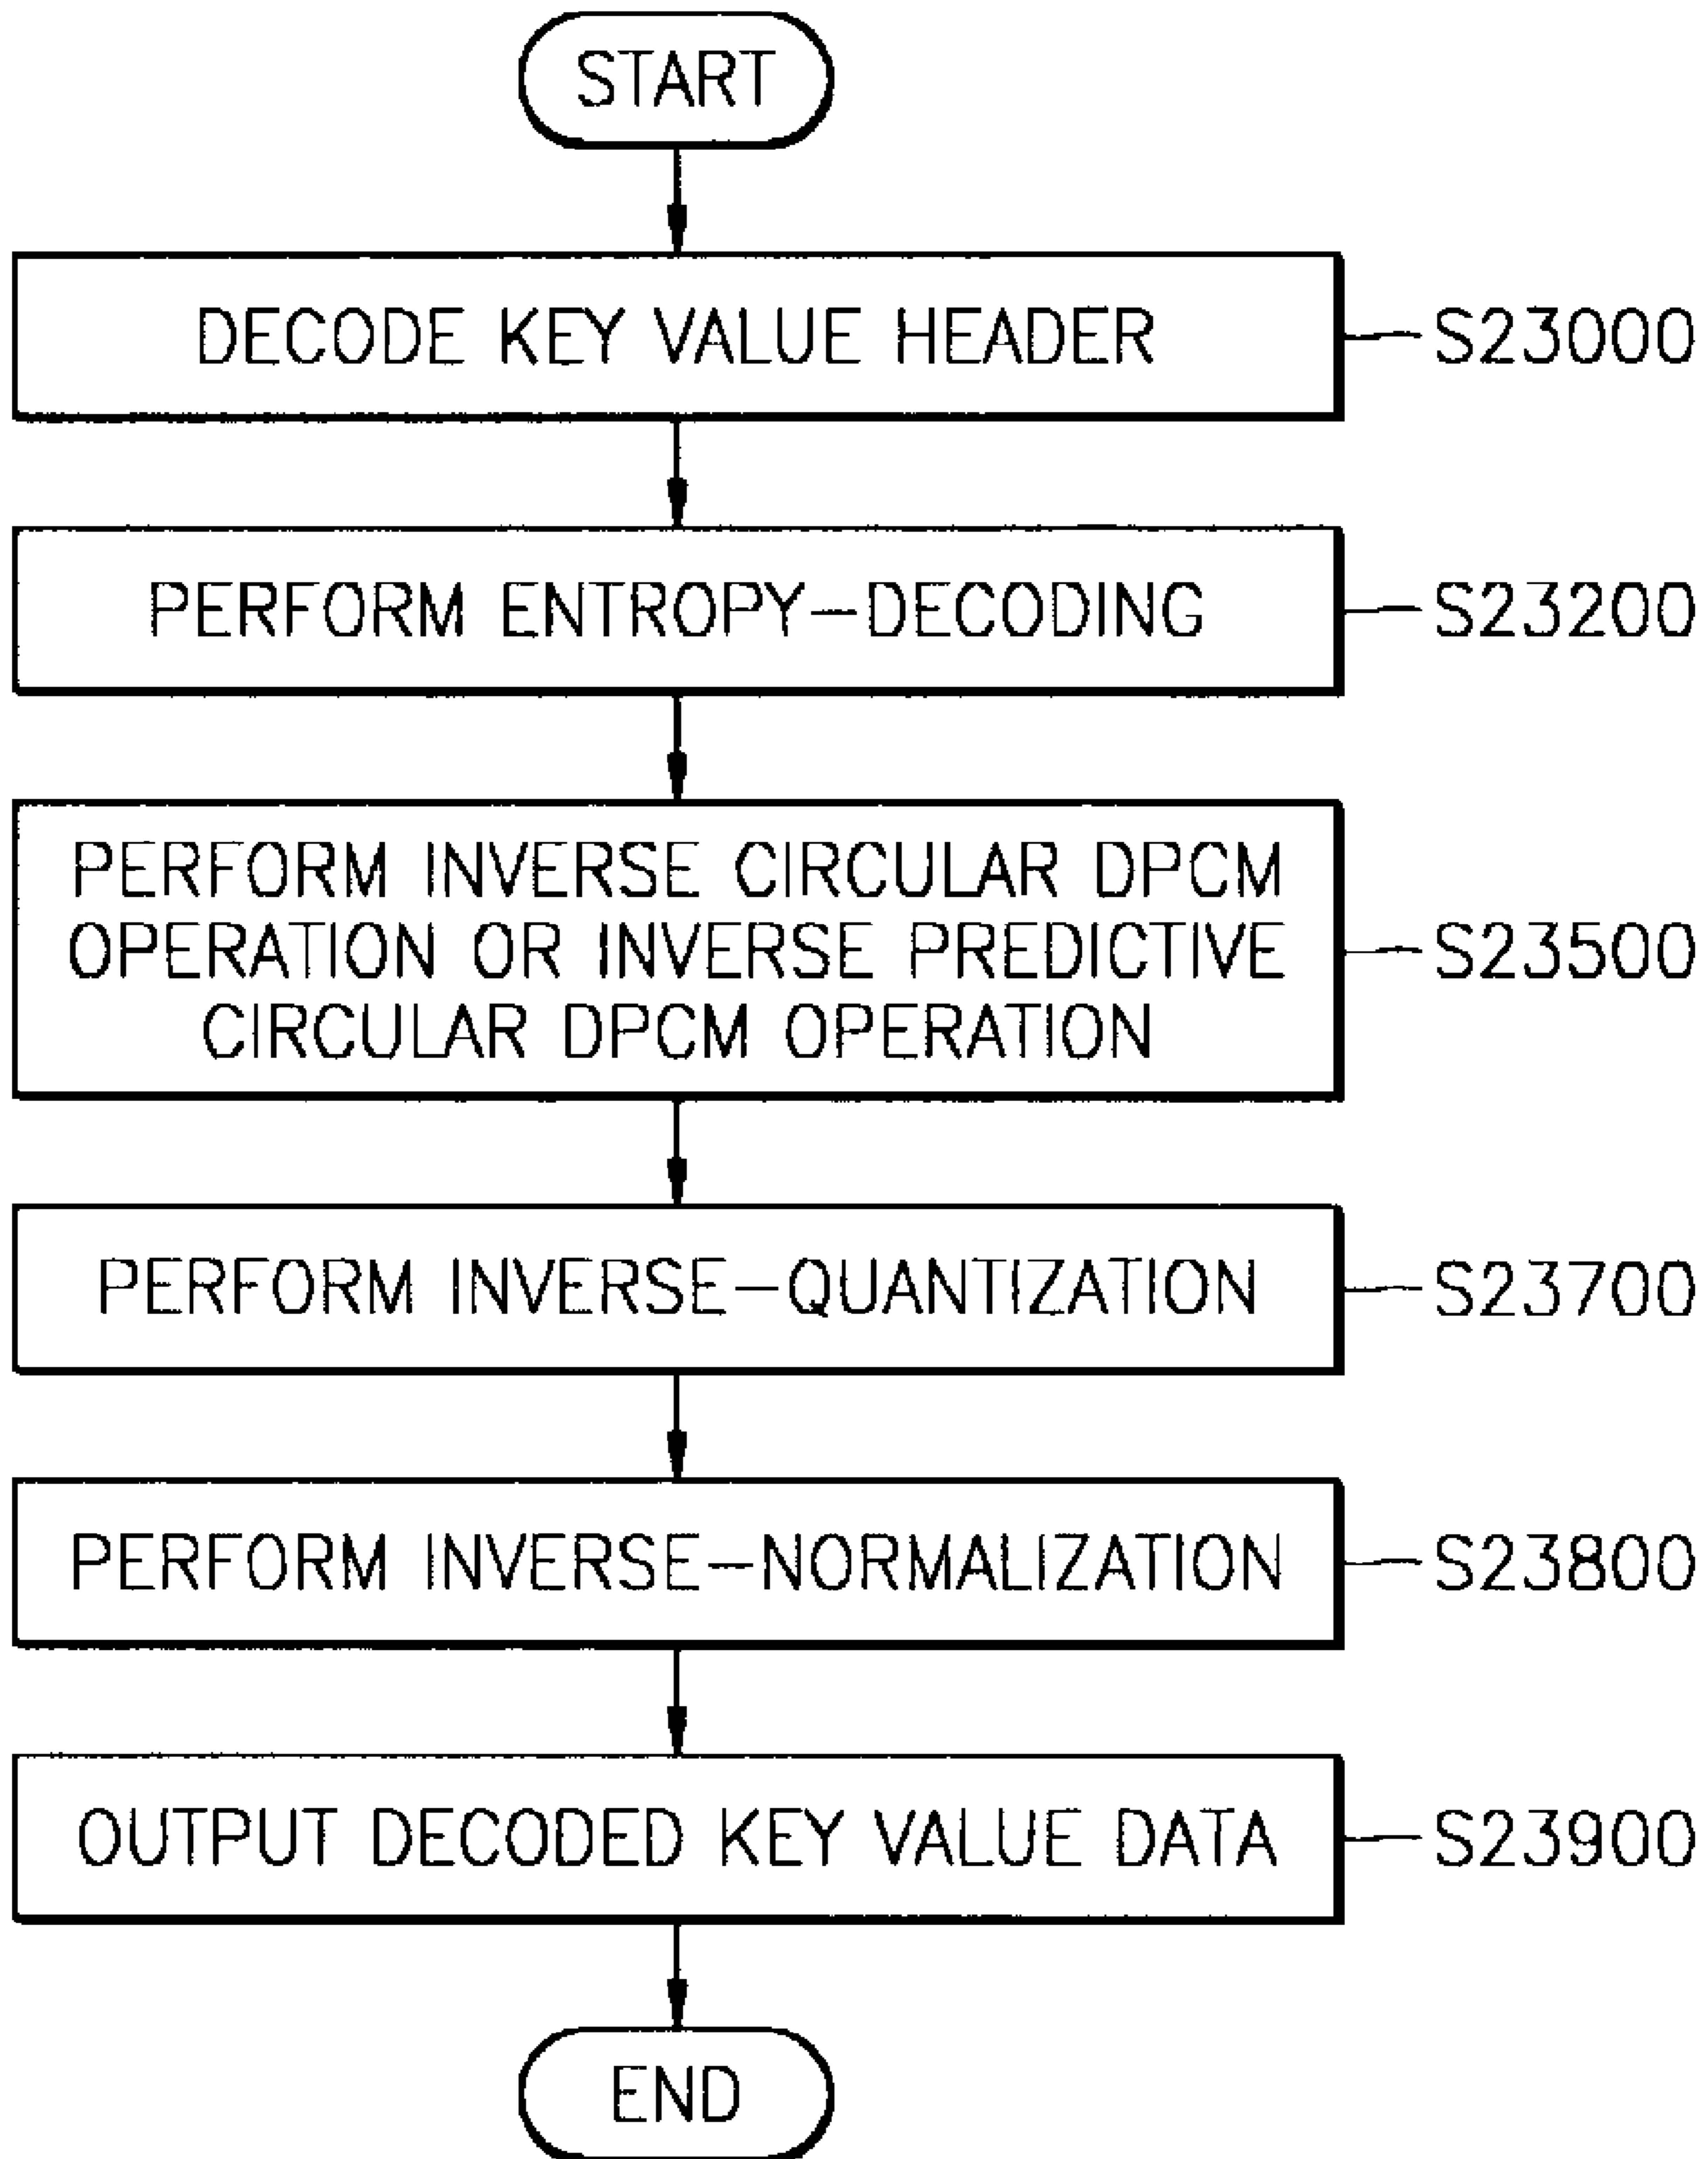 START
DECODE KEY VALUE HEADER
S23000
PERFORM ENTROPY-DECODING
S23200
PERFORM INVERSE CIRCULAR DPCM
OPERATION OR INVERSE PREDICTIVE
CIRCULAR DPCM OPERATION
S23500
PERFORM INVERSE-QUANTIZATION
S23700
PERFORM INVERSE-NORMALIZATION
S23800
OUTPUT DECODED KEY VALUE DATA
S23900
END